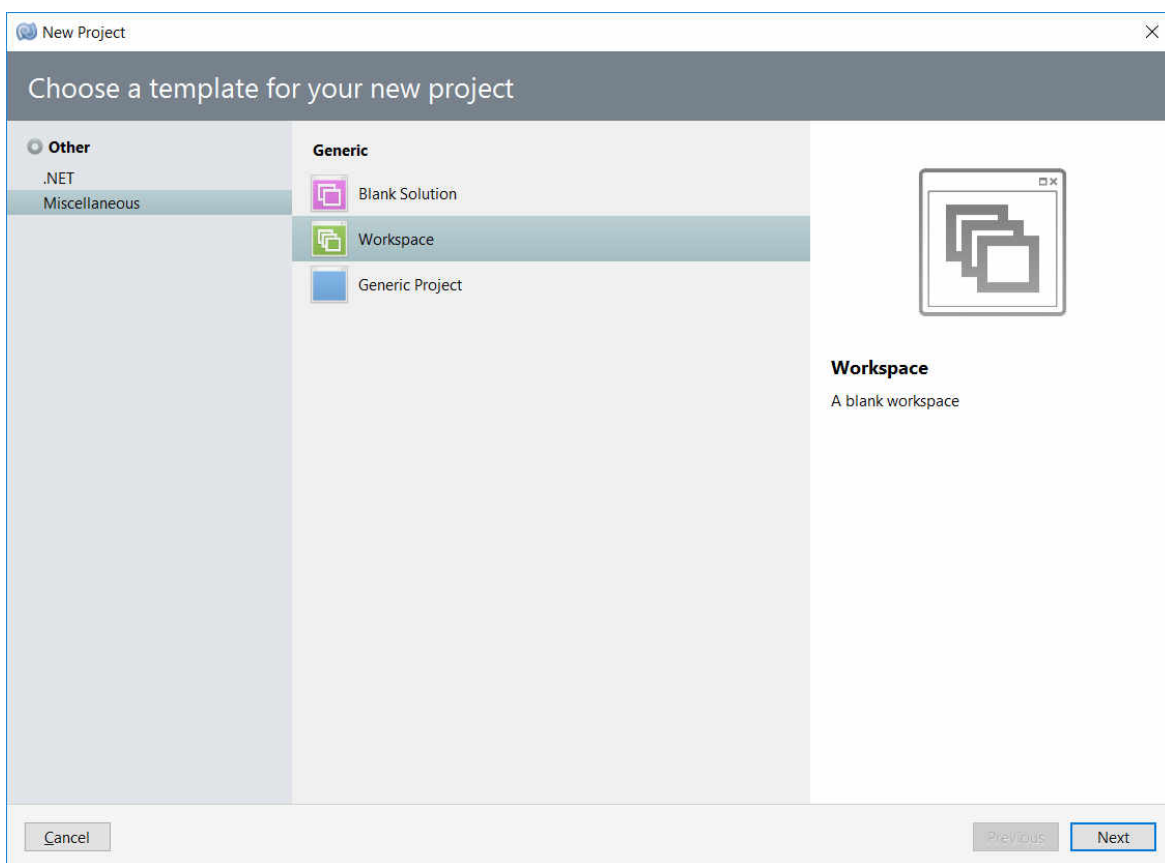 New Project
Choose a template for your new project
Other
.NET
Miscellaneous
Generic
Blank Solution
Workspace
Generic Project
Workspace
A blank workspace
Cancel
Previous
Next